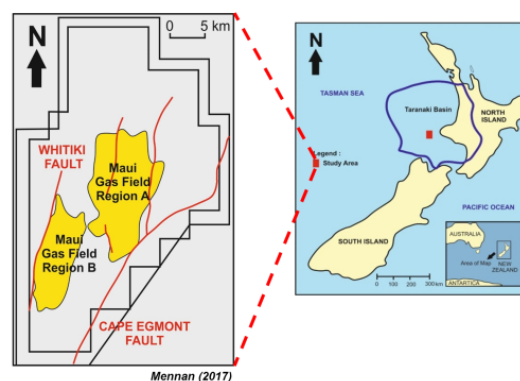 N
0 5 km
WHITIKI
FAULT
Maui
Gas Field
Region A
Maui
Gas Field
Region B
CAPE EGMONT
FAULT
Mennan (2017)
N
TASMAN SEA
Taranaki Basin
NORTH
ISLAND
Legend :
Study Area
PACIFIC OCEAN
SOUTH ISLAND
0 100 200 300 km
AUSTRALIA
Area of Map
NEW
ZEALAND
ANTARTICA